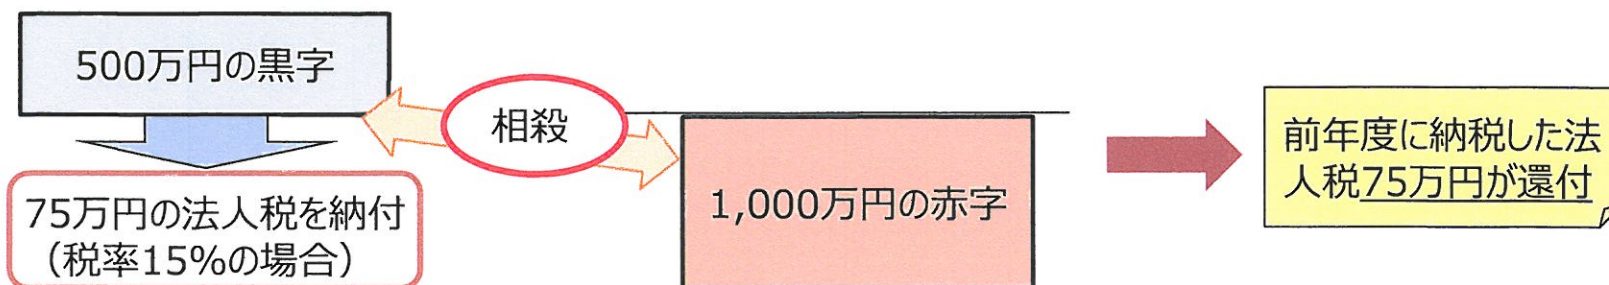 500万円の黒字
相殺
75万円の法人税を納付
(税率15%の場合)
1,000万円の赤字
前年度に納税した法
人税75万円が還付